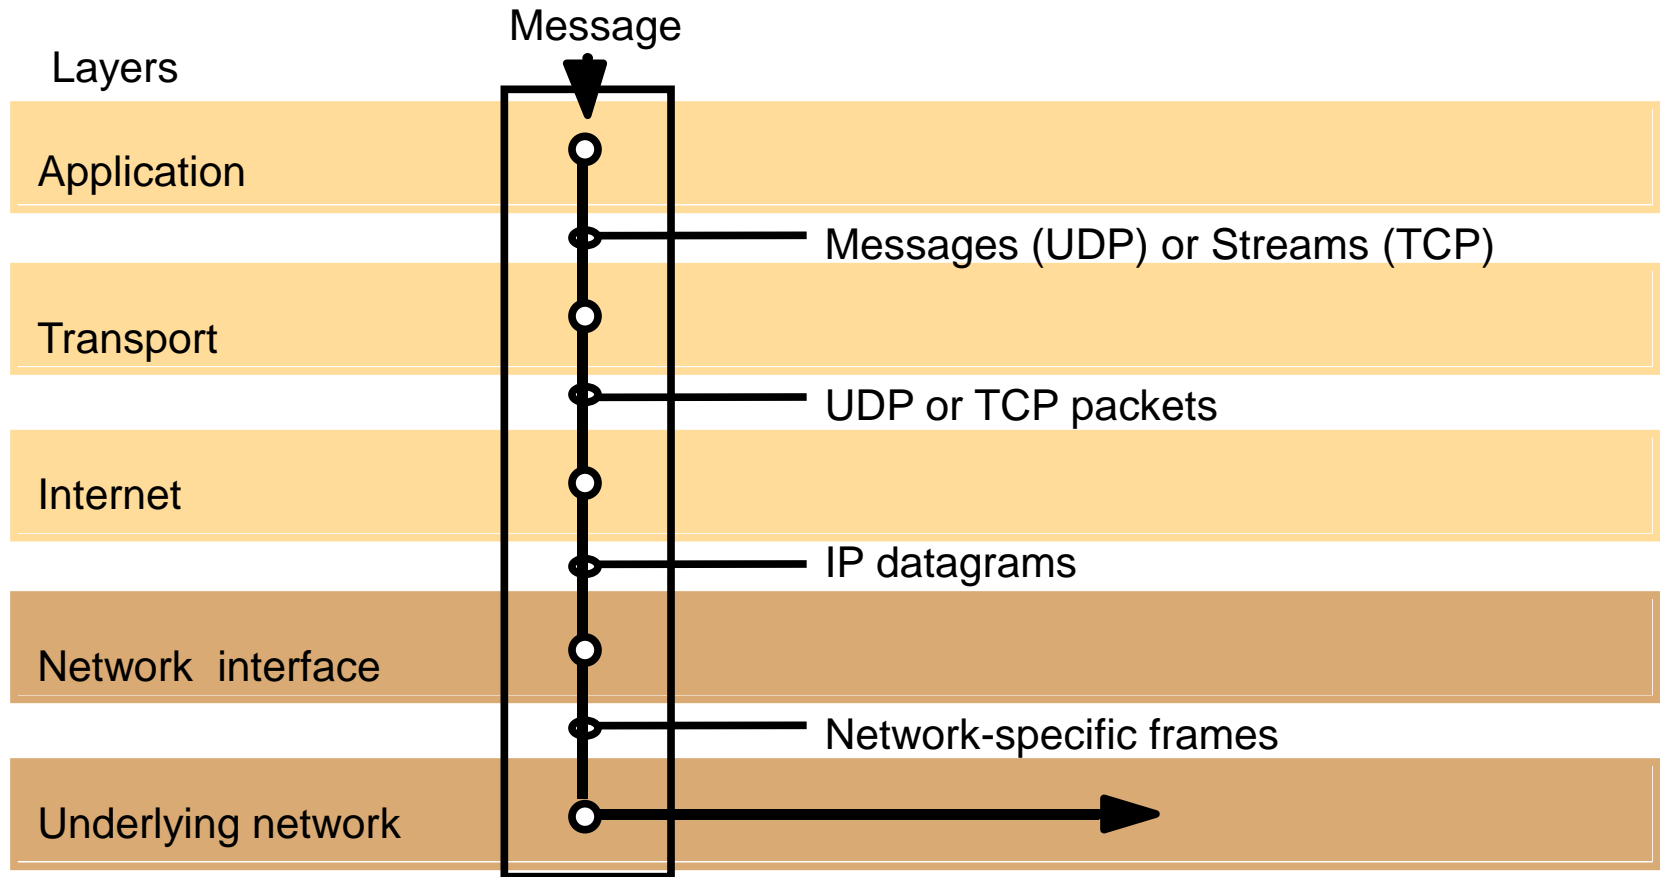 Message
Layers
Application
Messages (UDP) or Streams (TCP)
Transport
UDP or TCP packets
Internet
IP datagrams
Network interface
Network-specific frames
Underlying network